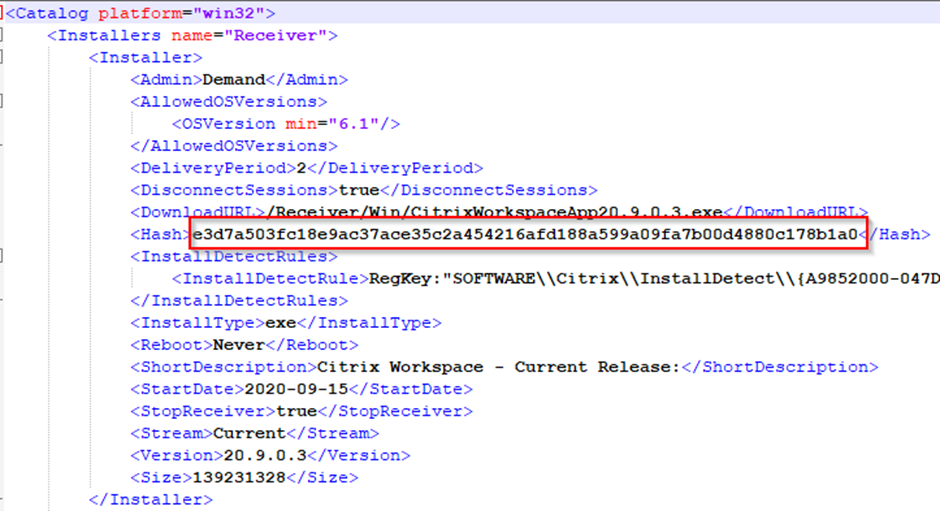 <Catalog platform="win32">
<Installers name="Receiver">
<Installer>
<Admin>Demand</Admin>
<AllowedOSVersions>
<OSVersion min="6.1"/>
</AllowedOSVersions>
<DeliveryPeriod>2</DeliveryPeriod>
<DisconnectSessions>true</DisconnectSessions>
<DownloadURL>/Receiver/Win/CitrixWorkspaceApp20.9.0.3.exe</DownloadURL>
<Hash>e3d7a503fc18e9ac37ace35c2a454216afd188a599a09fa7b00d4880c178b1a0</Hash>
<InstallDetectRules>
<InstallDetectRule>RegKey:"SOFTWARE\\Citrix\\InstallDetect\\{A9852000-047D
</InstallDetectRules>
<InstallType>exe</InstallType>
<Reboot>Never</Reboot>
<ShortDescription>Citrix Workspace - Current Release:</ShortDescription>
<StartDate>2020-09-15</StartDate>
<StopReceiver>true</StopReceiver>
<Stream>Current</Stream>
<Version>20.9.0.3</Version>
<Size>139231328</Size>
</Installer>